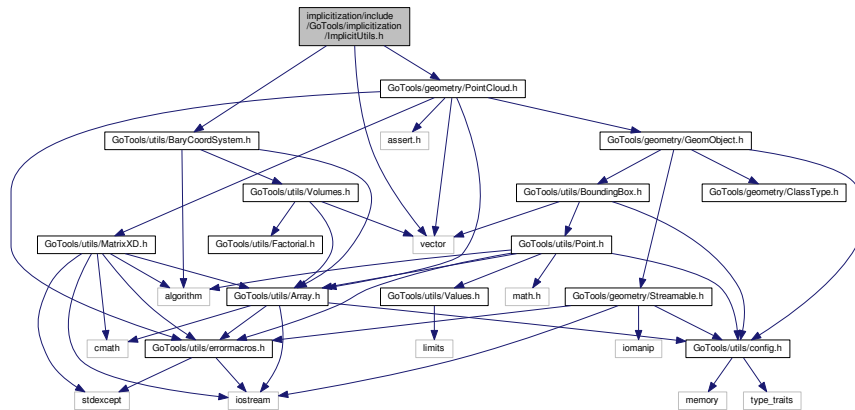 implicitization/include
/GoTools/implicitization
/ImplicitUtils.h
GoTools/geometry/PointCloud.h
GoTools/utils/BaryCoordSystem.h
assert.h
GoTools/geometry/GeomObject.h
GoTools/utils/Volumes.h
GoTools/utils/BoundingBox.h
GoTools/geometry/ClassType.h
GoTools/utils/MatrixXD.h
GoTools/utils/Factorial.h
vector
GoTools/utils/Point.h
algorithm
GoTools/utils/Array.h
GoTools/utils/Values.h
math.h
GoTools/geometry/Streamable.h
cmath
GoTools/utils/errormacros.h
limits
iomanip
GoTools/utils/config.h
stdexcept
iostream
memory
type_traits